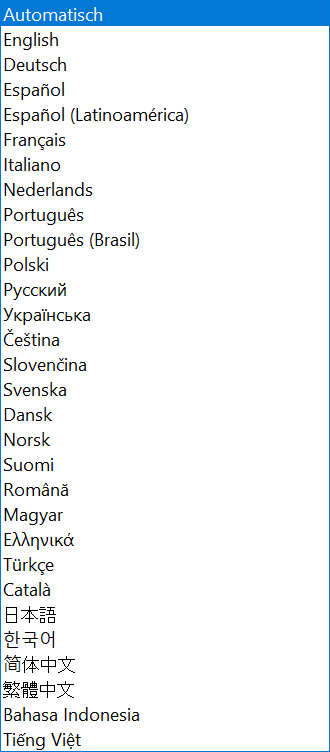 Automatisch
English
Deutsch
Español
Español (Latinoamérica)
Français
Italiano
Nederlands
Português
Português (Brasil)
Polski
Русский
Українська
Čeština
Slovenčina
Svenska
Dansk
Norsk
Suomi
Română
Magyar
Ελληνικά
Türkçe
Català
日本語
한국어
简体中文
繁體中文
Bahasa Indonesia
Tiếng Việt